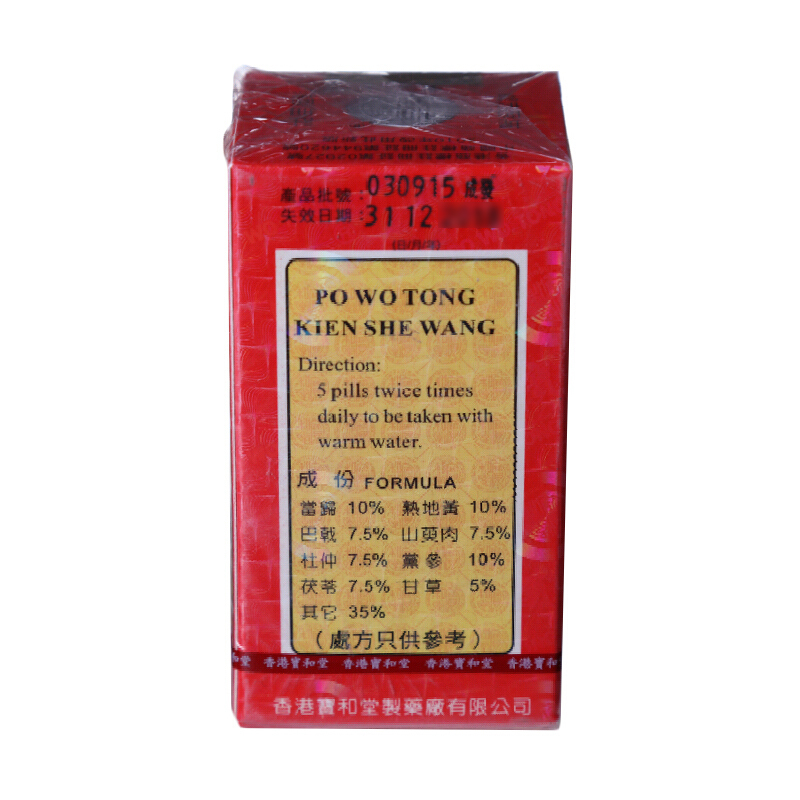 產品批號：030915
失效日期：31 12
(日/月/年)
PO WO TONG
KIEN SHE WANG
Direction:
5 pills twice times
daily to be taken with
warm water.
成 份 FORMULA
當歸 10% 熟地黃 10%
巴戟 7.5% 山萸肉 7.5%
杜仲 7.5% 黨參 10%
茯苓 7.5% 甘草 5%
其它 35%
（處方只供參考）
和堂 香港寶和堂 香港寶和堂 香港寶和堂 香港寶和
香港寶和堂製藥廠有限公司